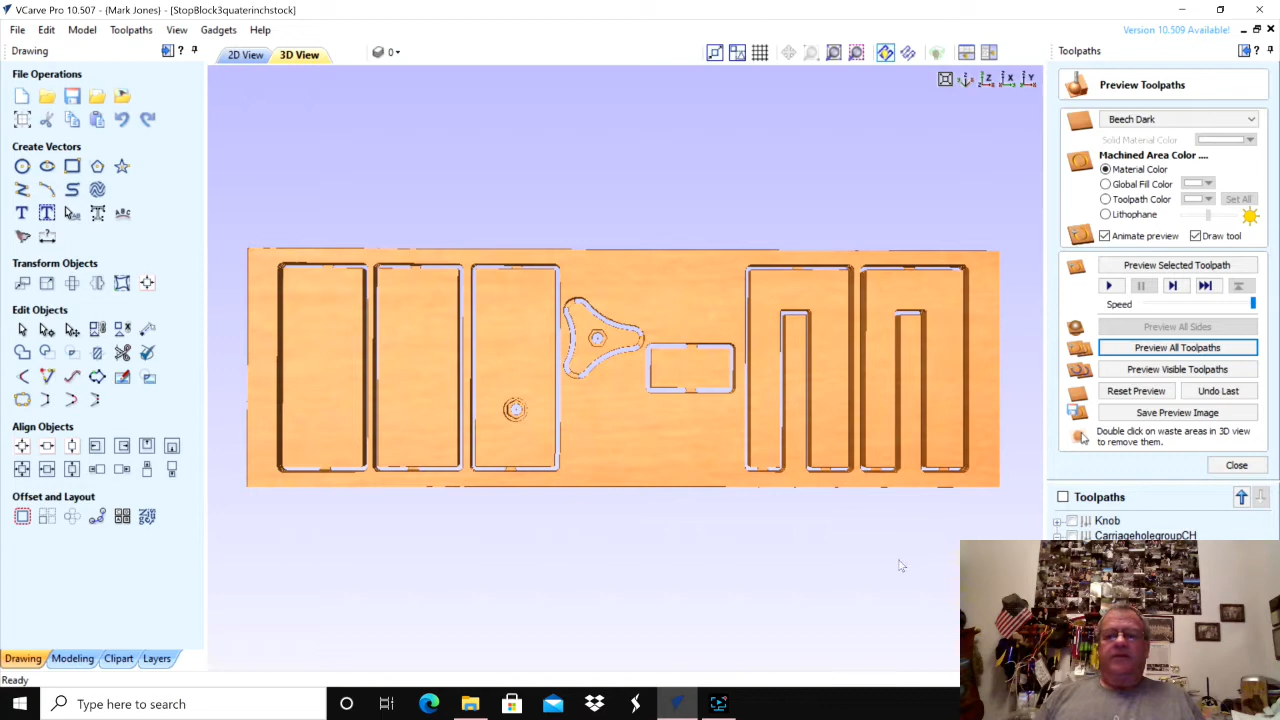 VCarve Pro 10.507 - {Mark Jones} - [StopBlock3quaterinchstock]
File Edit Model Toolpaths View Gadgets Help
Version 10.509 Available!
Drawing
2D View 3D View
0
Toolpaths
File Operations
Create Vectors
Transform Objects
Edit Objects
Align Objects
Offset and Layout
Drawing Modeling Clipart Layers
Ready
Preview Toolpaths
Beech Dark
Solid Material Color
Machined Area Color ....
Material Color
Global Fill Color
Toolpath Color
Set All
Lithophane
Animate preview
Draw tool
Preview Selected Toolpath
Speed
Preview All Sides
Preview All Toolpaths
Preview Visible Toolpaths
Reset Preview
Undo Last
Save Preview Image
Double click on waste areas in 3D view
to remove them.
Close
Toolpaths
Knob
CarriageholegroupCH
Type here to search